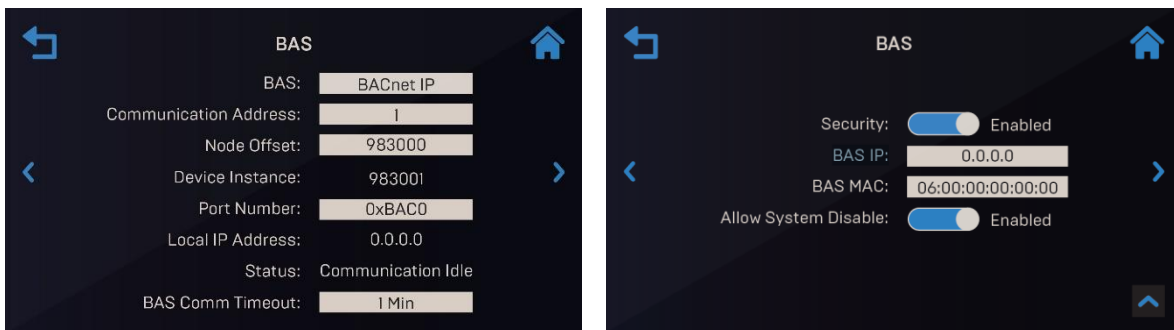 BAS
BAS: BACnet IP
Communication Address: 1
Node Offset: 983000
Device Instance: 983001
Port Number: 0xBAC0
Local IP Address: 0.0.0.0
Status: Communication Idle
BAS Comm Timeout: 1 Min
BAS
Security: Enabled
BAS IP: 0.0.0.0
BAS MAC: 06:00:00:00:00:00
Allow System Disable: Enabled